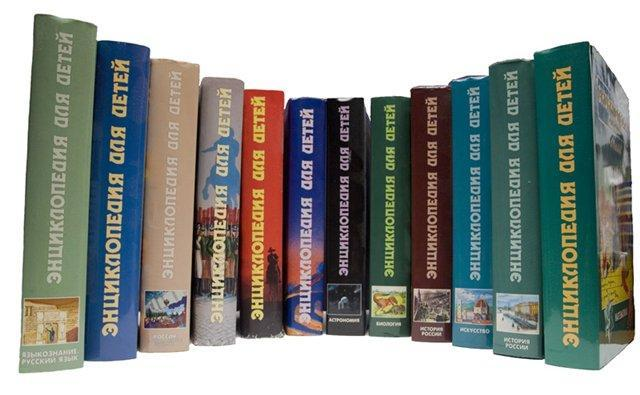 ЭНЦИКЛОПЕДИЯ ДЛЯ ДЕТЕЙ
ЯЗЫКОЗНАНИЕ
РУССКИЙ ЯЗЫК
ЭНЦИКЛОПЕДИЯ ДЛЯ ДЕТЕЙ
ЭНЦИКЛОПЕДИЯ ДЛЯ ДЕТЕЙ
РОССИЯ
ЭНЦИКЛОПЕДИЯ ДЛЯ ДЕТЕЙ
ЭНЦИКЛОПЕДИЯ ДЛЯ ДЕТЕЙ
ЭНЦИКЛОПЕДИЯ ДЛЯ ДЕТЕЙ
ЭНЦИКЛОПЕДИЯ ДЛЯ ДЕТЕЙ
АСТРОНОМИЯ
ЭНЦИКЛОПЕДИЯ ДЛЯ ДЕТЕЙ
БИОЛОГИЯ
ЭНЦИКЛОПЕДИЯ ДЛЯ ДЕТЕЙ
ИСТОРИЯ
РОССИИ
ЭНЦИКЛОПЕДИЯ ДЛЯ ДЕТЕЙ
ИСКУССТВО
ЭНЦИКЛОПЕДИЯ ДЛЯ ДЕТЕЙ
ИСТОРИЯ
РОССИИ
ЭНЦИКЛОПЕДИЯ ДЛЯ ДЕТЕЙ